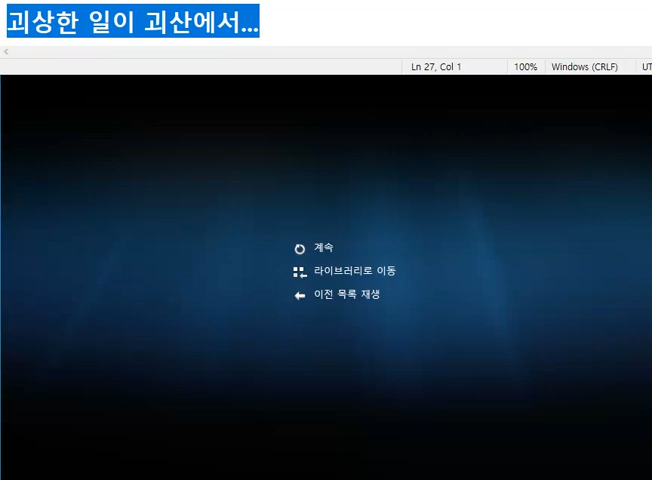 괴상한 일이 괴산에서...
Ln 27, Col 1 100% Windows (CRLF) UT
계속
라이브러리로 이동
이전 목록 재생